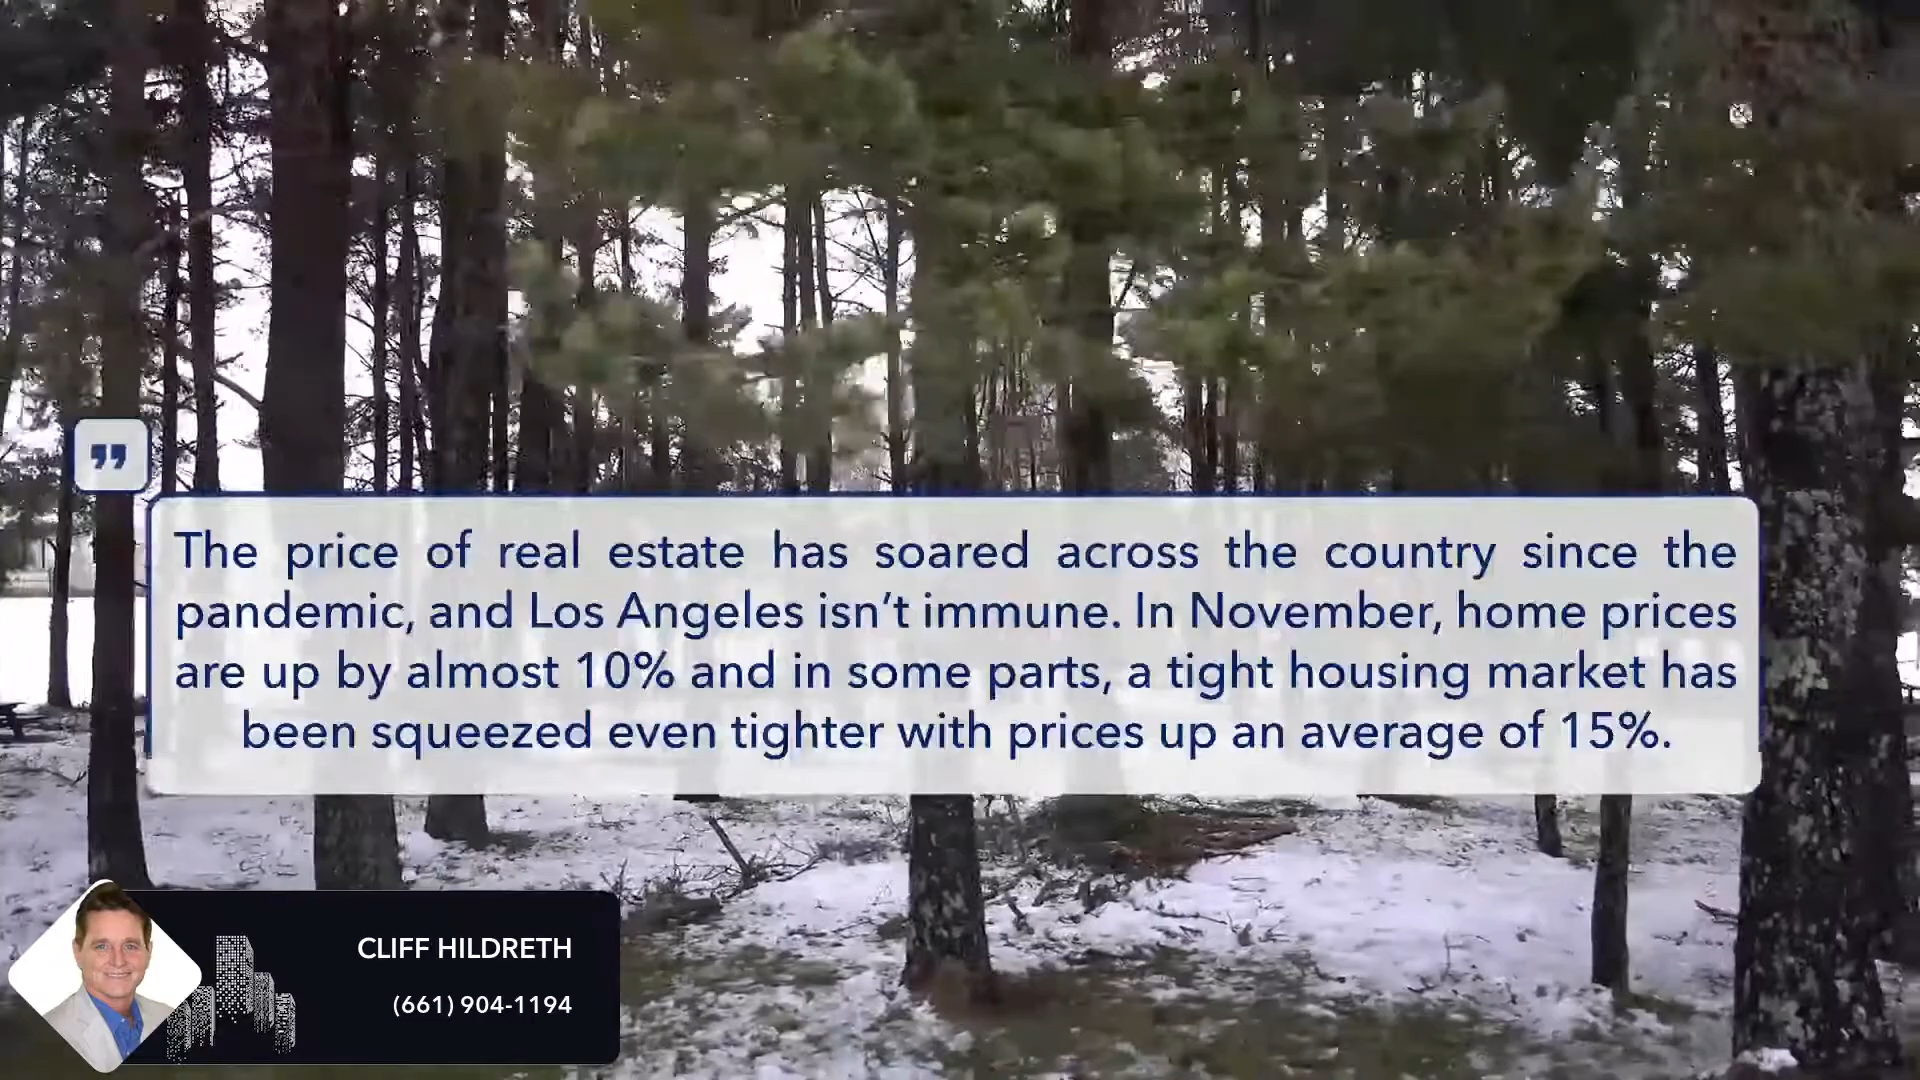 ”
The price of real estate has soared across the country since the
pandemic, and Los Angeles isn’t immune. In November, home prices
are up by almost 10% and in some parts, a tight housing market has
been squeezed even tighter with prices up an average of 15%.
CLIFF HILDRETH
(661) 904-1194